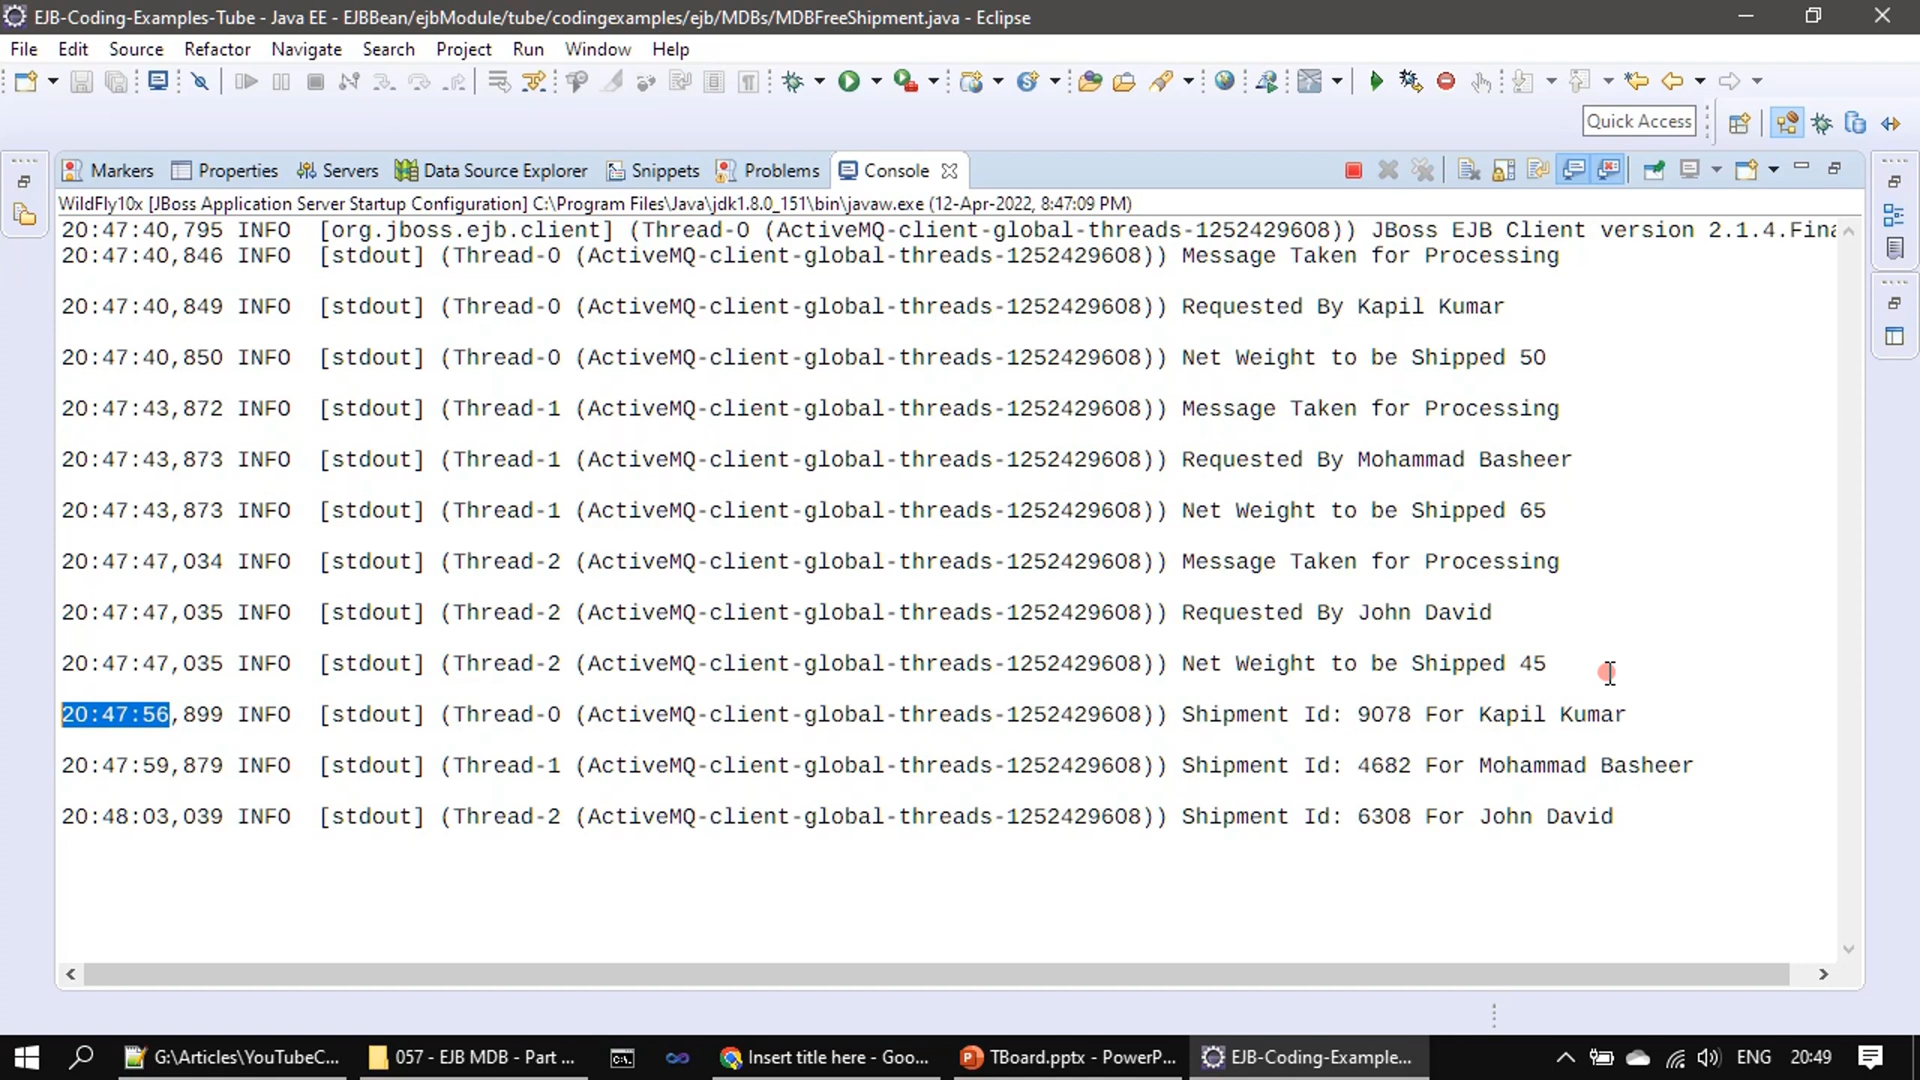 EJB-Coding-Examples-Tube - Java EE - EJBBean/ejbModule/tube/codingexamples/ejb/MDBs/MDBFreeShipment.java - Eclipse
File Edit Source Refactor Navigate Search Project Run Window Help
Quick Access
Markers Properties Servers Data Source Explorer Snippets Problems Console
WildFly10x [JBoss Application Server Startup Configuration] C:\Program Files\Java\jdk1.8.0_151\bin\javaw.exe (12-Apr-2022, 8:47:09 PM)
20:47:40,795 INFO [org.jboss.ejb.client] (Thread-0 (ActiveMQ-client-global-threads-1252429608)) JBoss EJB Client version 2.1.4.Fina
20:47:40,846 INFO [stdout] (Thread-0 (ActiveMQ-client-global-threads-1252429608)) Message Taken for Processing
20:47:40,849 INFO [stdout] (Thread-0 (ActiveMQ-client-global-threads-1252429608)) Requested By Kapil Kumar
20:47:40,850 INFO [stdout] (Thread-0 (ActiveMQ-client-global-threads-1252429608)) Net Weight to be Shipped 50
20:47:43,872 INFO [stdout] (Thread-1 (ActiveMQ-client-global-threads-1252429608)) Message Taken for Processing
20:47:43,873 INFO [stdout] (Thread-1 (ActiveMQ-client-global-threads-1252429608)) Requested By Mohammad Basheer
20:47:43,873 INFO [stdout] (Thread-1 (ActiveMQ-client-global-threads-1252429608)) Net Weight to be Shipped 65
20:47:47,034 INFO [stdout] (Thread-2 (ActiveMQ-client-global-threads-1252429608)) Message Taken for Processing
20:47:47,035 INFO [stdout] (Thread-2 (ActiveMQ-client-global-threads-1252429608)) Requested By John David
20:47:47,035 INFO [stdout] (Thread-2 (ActiveMQ-client-global-threads-1252429608)) Net Weight to be Shipped 45
20:47:56,899 INFO [stdout] (Thread-0 (ActiveMQ-client-global-threads-1252429608)) Shipment Id: 9078 For Kapil Kumar
20:47:59,879 INFO [stdout] (Thread-1 (ActiveMQ-client-global-threads-1252429608)) Shipment Id: 4682 For Mohammad Basheer
20:48:03,039 INFO [stdout] (Thread-2 (ActiveMQ-client-global-threads-1252429608)) Shipment Id: 6308 For John David
G:\Articles\YouTubeC... 057 - EJB MDB - Part ... Insert title here - Goo... TBoard.pptx - PowerP... EJB-Coding-Example... ENG 20:49